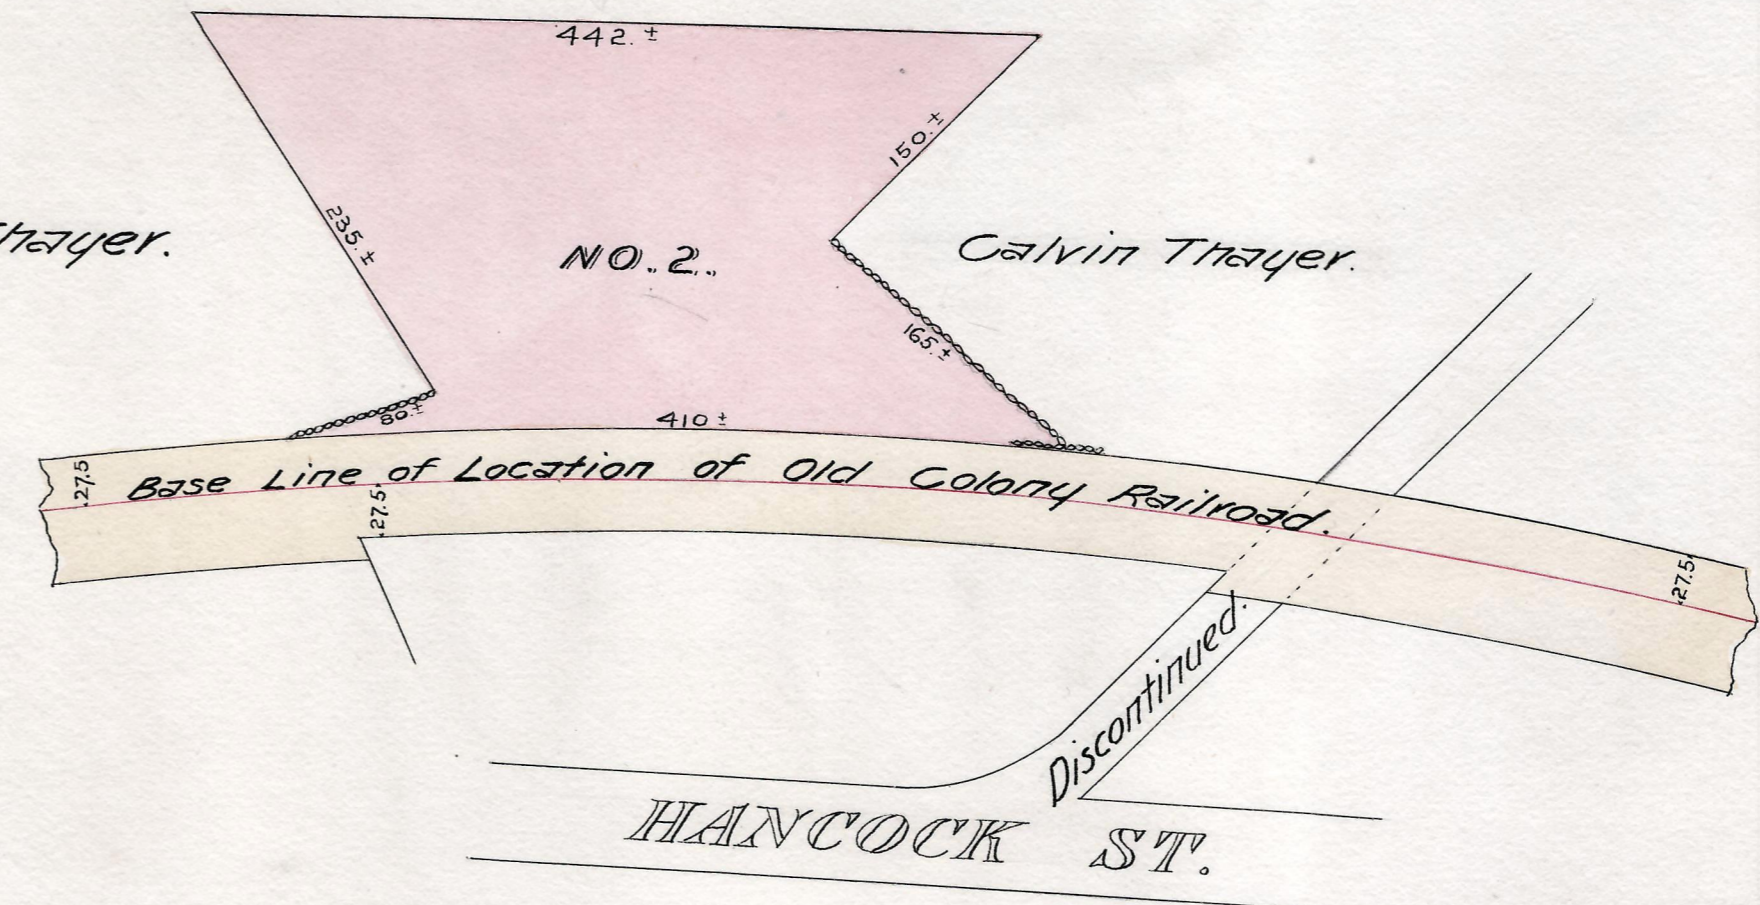 442. ±
150. ±
235. ±
Thayer.
NO. 2.
Calvin Thayer.
165. ±
80. ±
410 ±
27.5
Base Line of Location of Old Colony Railroad.
27.5
27.5
Discontinued.
HANCOCK ST.